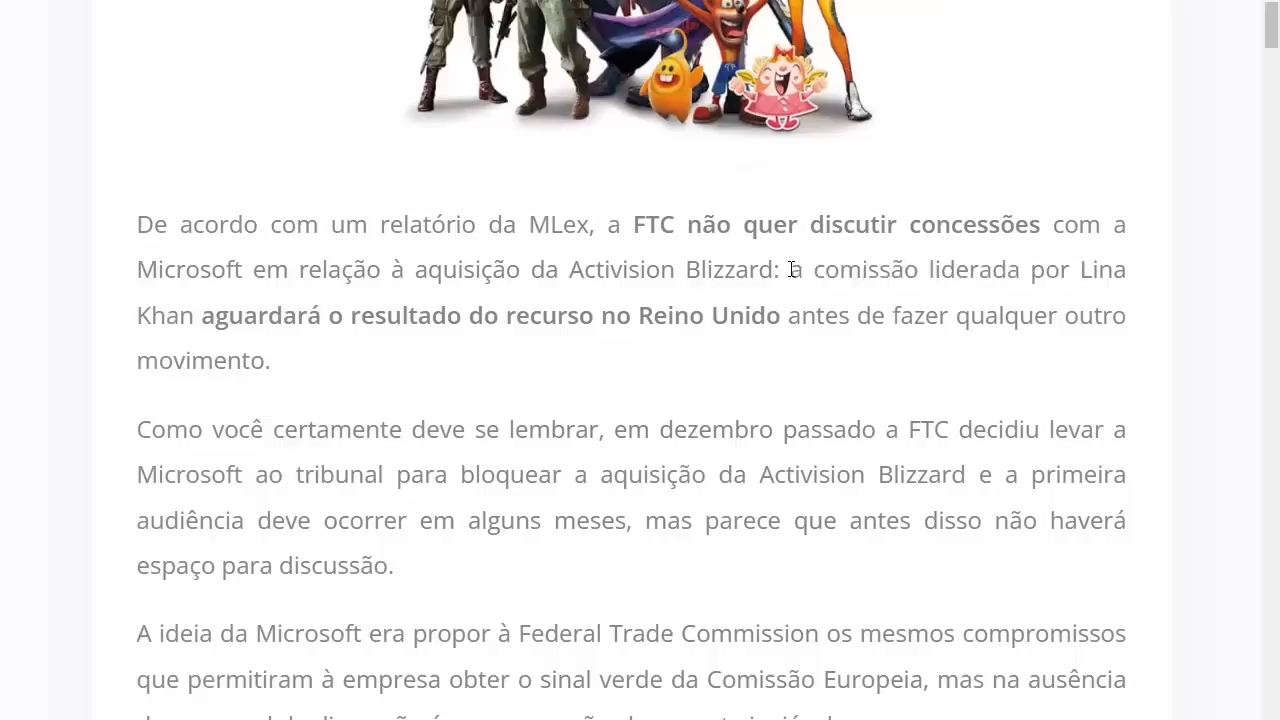 De acordo com um relatório da MLex, a FTC não quer discutir concessões com a
Microsoft em relação à aquisição da Activision Blizzard: a comissão liderada por Lina
Khan aguardará o resultado do recurso no Reino Unido antes de fazer qualquer outro
movimento.
Como você certamente deve se lembrar, em dezembro passado a FTC decidiu levar a
Microsoft ao tribunal para bloquear a aquisição da Activision Blizzard e a primeira
audiência deve ocorrer em alguns meses, mas parece que antes disso não haverá
espaço para discussão.
A ideia da Microsoft era propor à Federal Trade Commission os mesmos compromissos
que permitiram à empresa obter o sinal verde da Comissão Europeia, mas na ausência